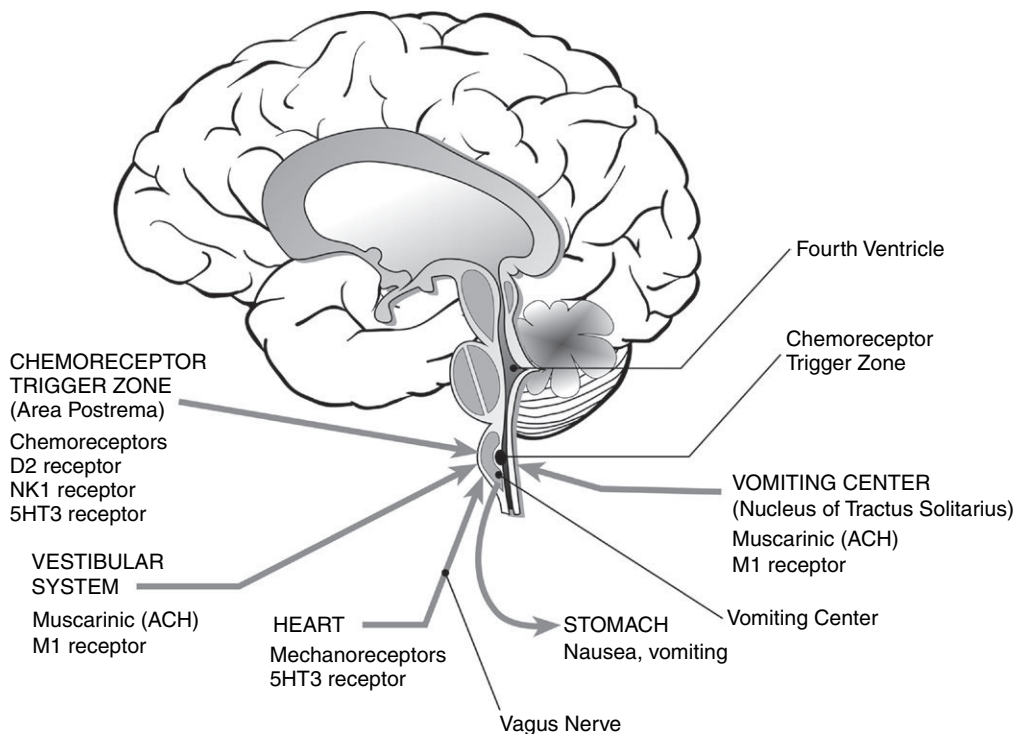 Fourth Ventricle
Chemoreceptor
Trigger Zone
CHEMORECEPTOR
TRIGGER ZONE
(Area Postrema)
Chemoreceptors
D2 receptor
NK1 receptor
5HT3 receptor
VOMITING CENTER
(Nucleus of Tractus Solitarius)
Muscarinic (ACH)
M1 receptor
VESTIBULAR
SYSTEM
Muscarinic (ACH)
M1 receptor
HEART
Mechanoreceptors
5HT3 receptor
STOMACH
Nausea, vomiting
Vomiting Center
Vagus Nerve